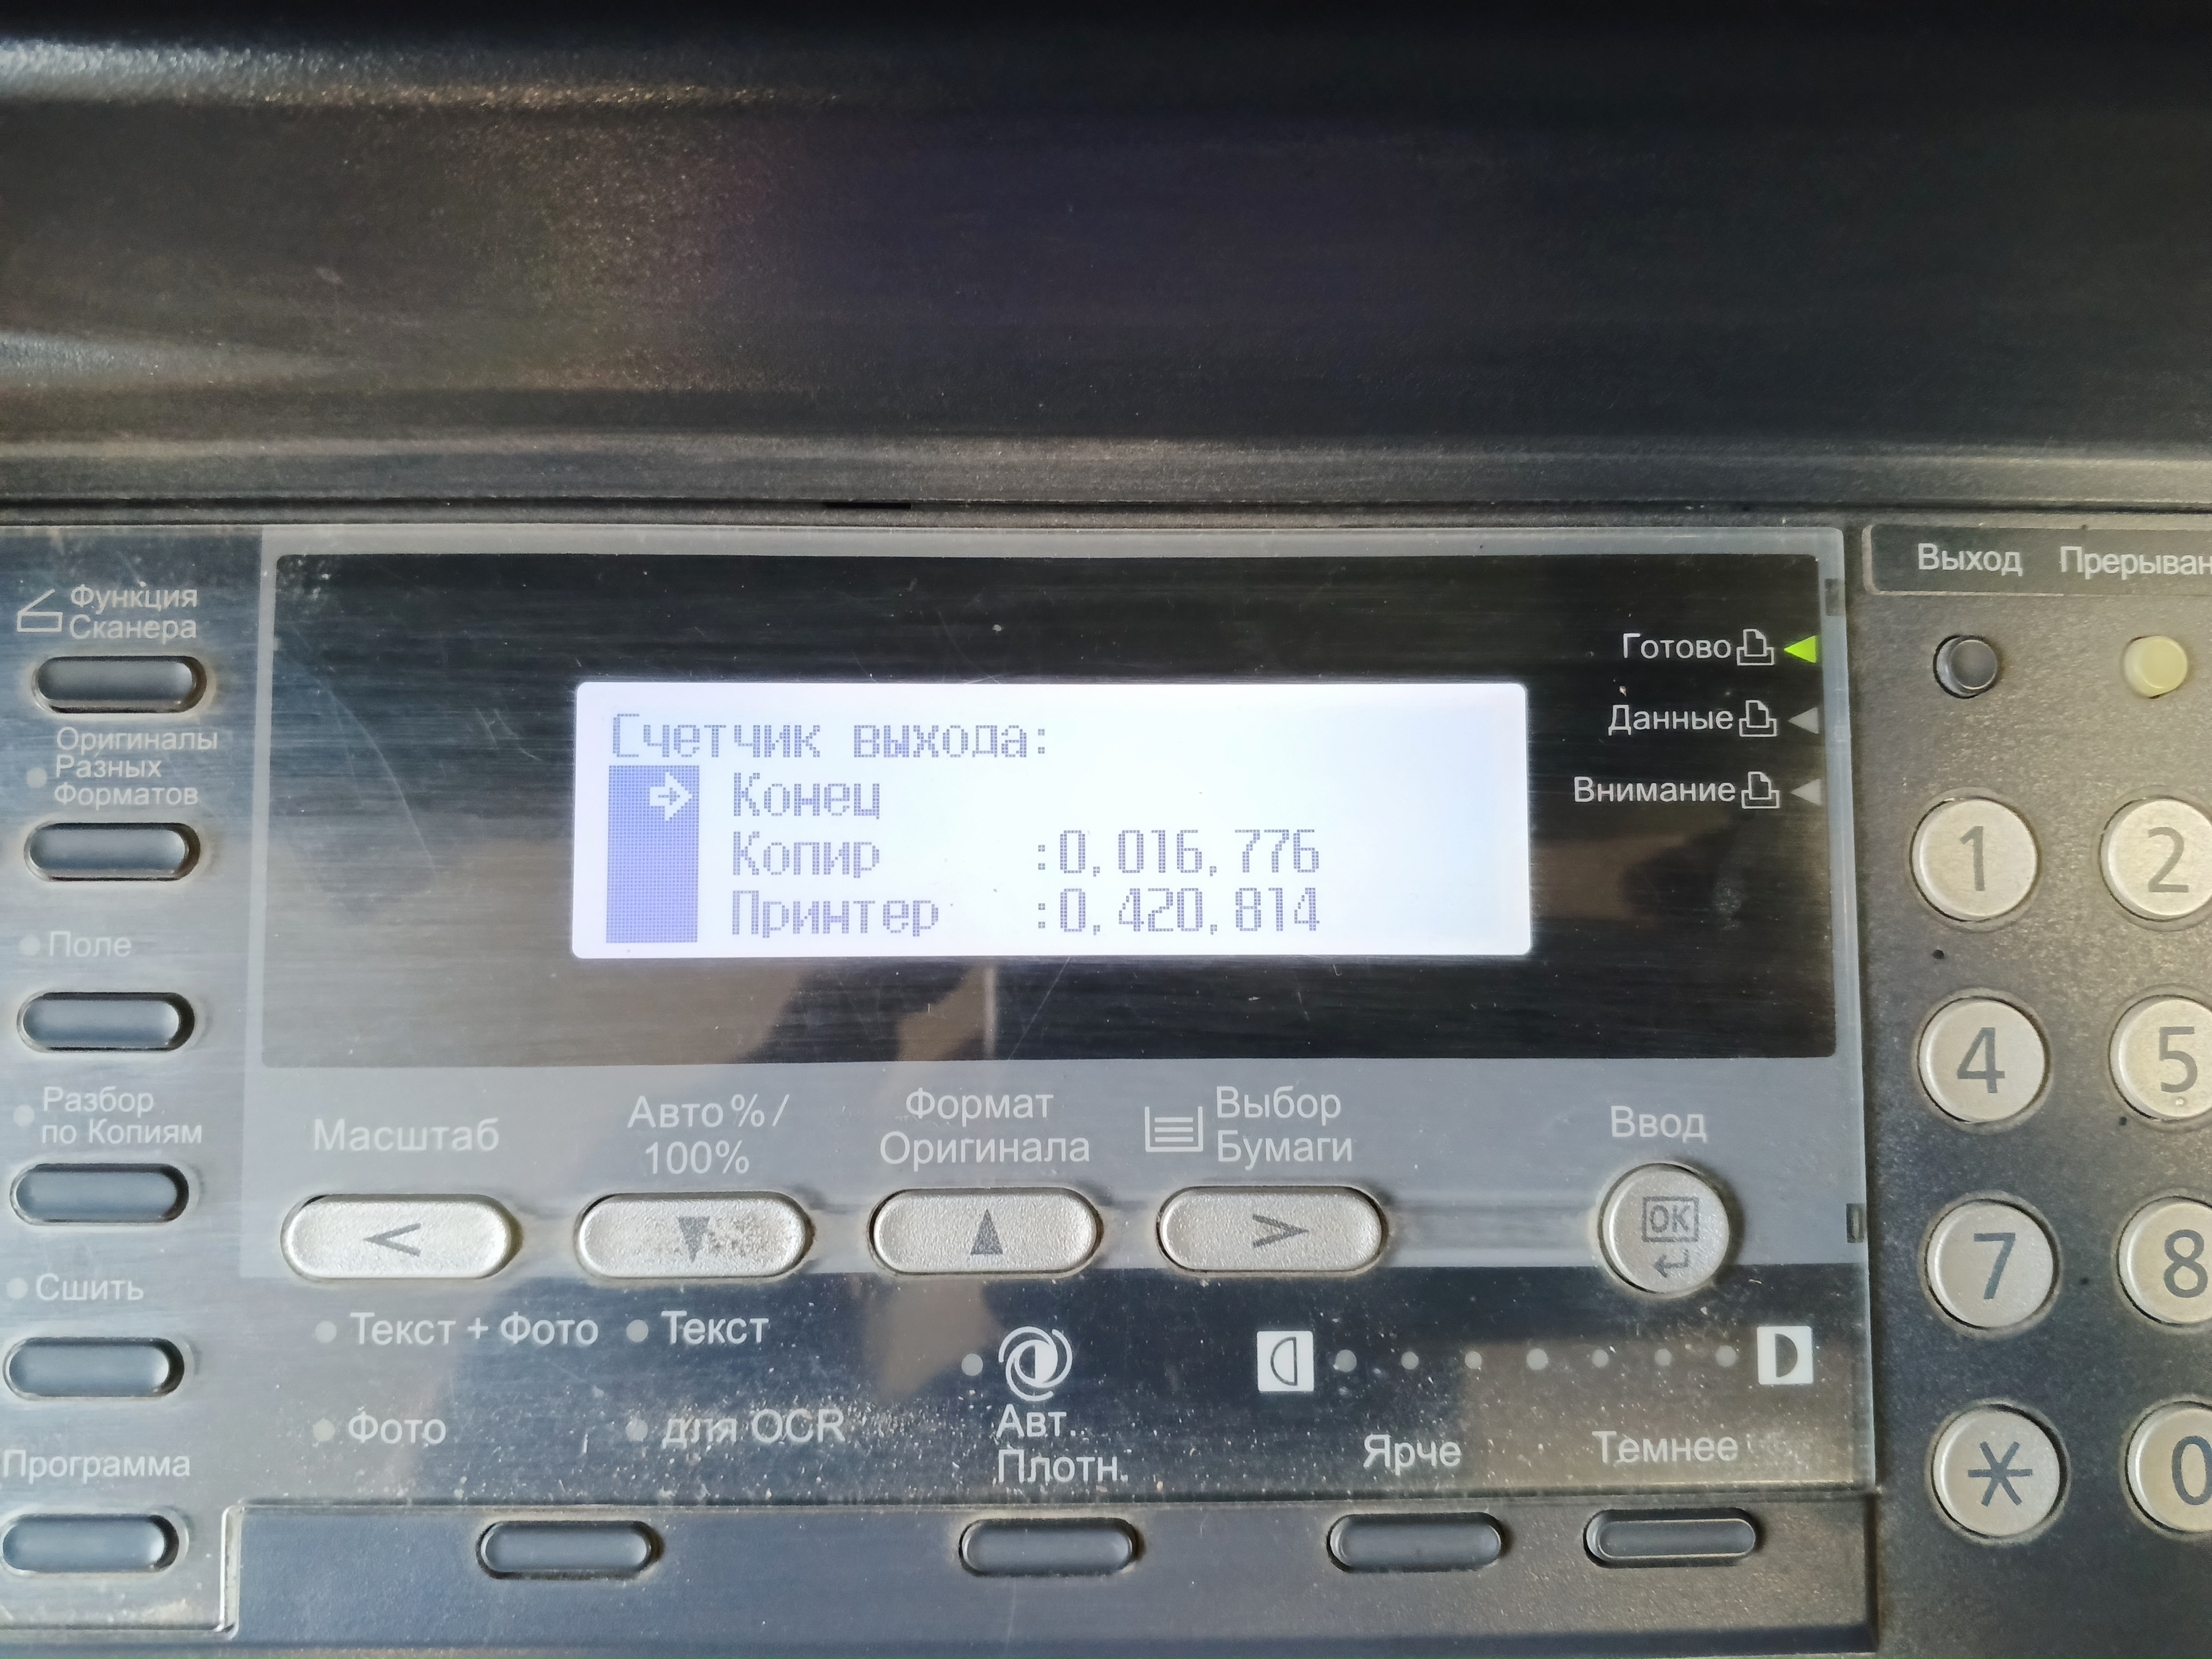 Функция
Сканера
Оригиналы
Разных
Форматов
Поле
Разбор
по Копиям
Сшить
Программа
Счетчик выхода:
Конец
Копир :0,016,776
Принтер :0,420,814
Готово
Данные
Внимание
Масштаб
Авто%/
100%
Формат
Оригинала
Выбор
Бумаги
Ввод
<
>
OK
Текст + Фото
Текст
Фото
для OCR
Авт.
Плотн.
Ярче
Темнее
Выход
1
2
4
5
7
8
*
0